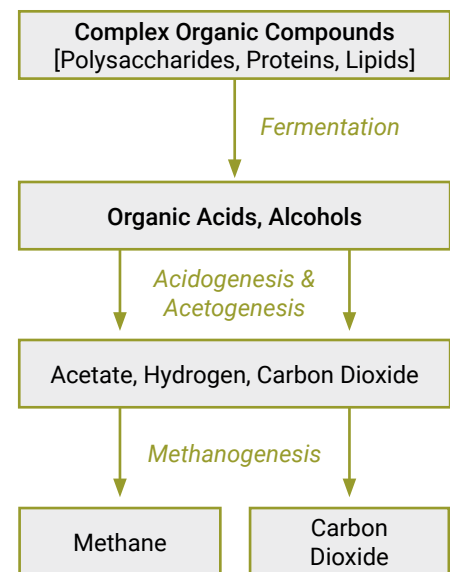 Complex Organic Compounds
[Polysaccharides, Proteins, Lipids]
Fermentation
Organic Acids, Alcohols
Acidogenesis &
Acetogenesis
Acetate, Hydrogen, Carbon Dioxide
Methanogenesis
Methane
Carbon
Dioxide